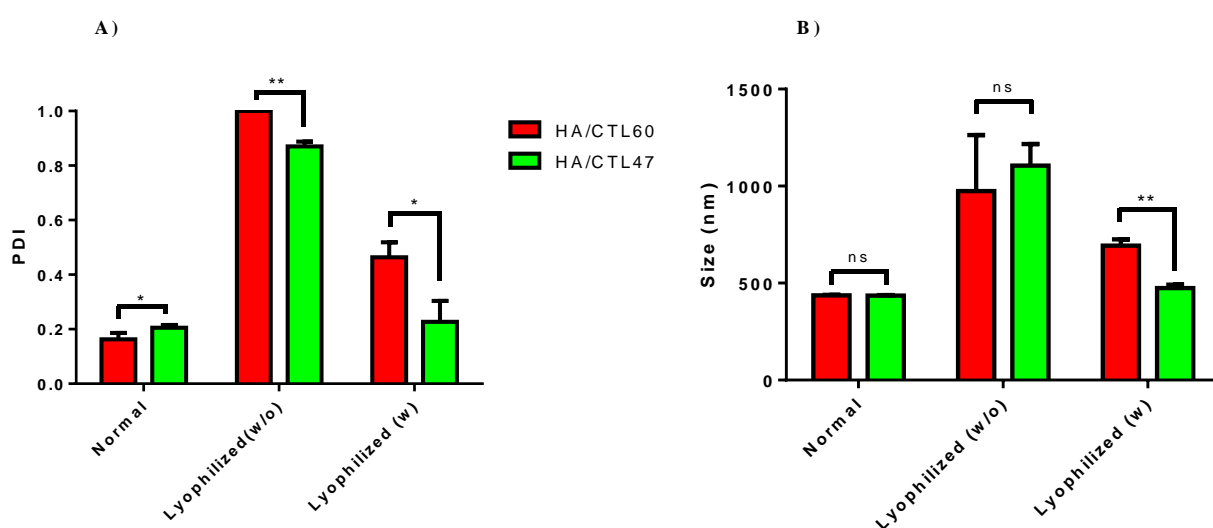 A)
PDI
1.0
0.8
0.6
0.4
0.2
0.0
*
**
*
Normal
Lyophilized(w/o)
Lyophilized (w)
HA/CTL60
HA/CTL47
B)
Size (nm)
1500
1000
500
0
ns
ns
**
Normal
Lyophilized (w/o)
Lyophilized (w)